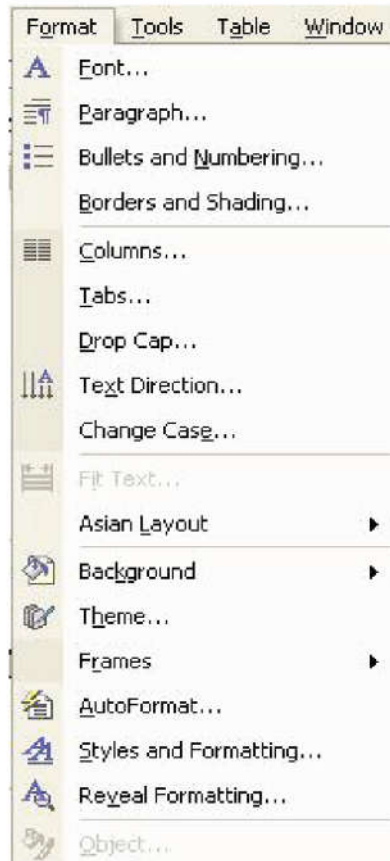 Format Tools Table Window
Font...
Paragraph...
Bullets and Numbering...
Borders and Shading...
Columns...
Tabs...
Drop Cap...
Text Direction...
Change Case...
Fit Text...
Asian Layout
Background
Theme...
Frames
AutoFormat...
Styles and Formatting...
Reveal Formatting...
Object...